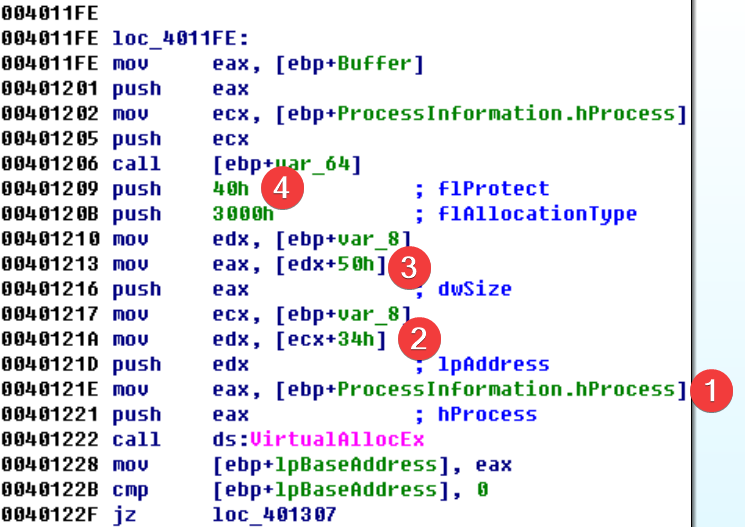 004011FE
004011FE loc_4011FE:
004011FE mov eax, [ebp+Buffer]
00401201 push eax
00401202 mov ecx, [ebp+ProcessInformation.hProcess]
00401205 push ecx
00401206 call [ebp+var_64]
00401209 push 40h 4 ; flProtect
0040120B push 3000h ; flAllocationType
00401210 mov edx, [ebp+var_8]
00401213 mov eax, [edx+50h] 3
00401216 push eax ; dwSize
00401217 mov ecx, [ebp+var_8]
0040121A mov edx, [ecx+34h] 2
0040121D push edx ; lpAddress
0040121E mov eax, [ebp+ProcessInformation.hProcess] 1
00401221 push eax ; hProcess
00401222 call ds:VirtualAllocEx
00401228 mov [ebp+lpBaseAddress], eax
0040122B cmp [ebp+lpBaseAddress], 0
0040122F jz loc_401307